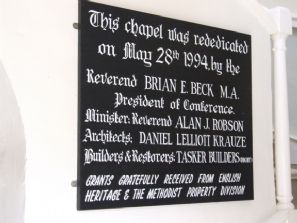 This chapel was rededicated
on May 28th 1994, by the
Reverend BRIAN E. BECK M.A.
President of Conference.
Minister: Reverend ALAN J. ROBSON
Architects: DANIEL LELLIOTT KRAUZE
Builders & Restorers: TASKER BUILDERS
GRANTS GRATEFULLY RECEIVED FROM ENGLISH
HERITAGE & THE METHODIST PROPERTY DIVISION